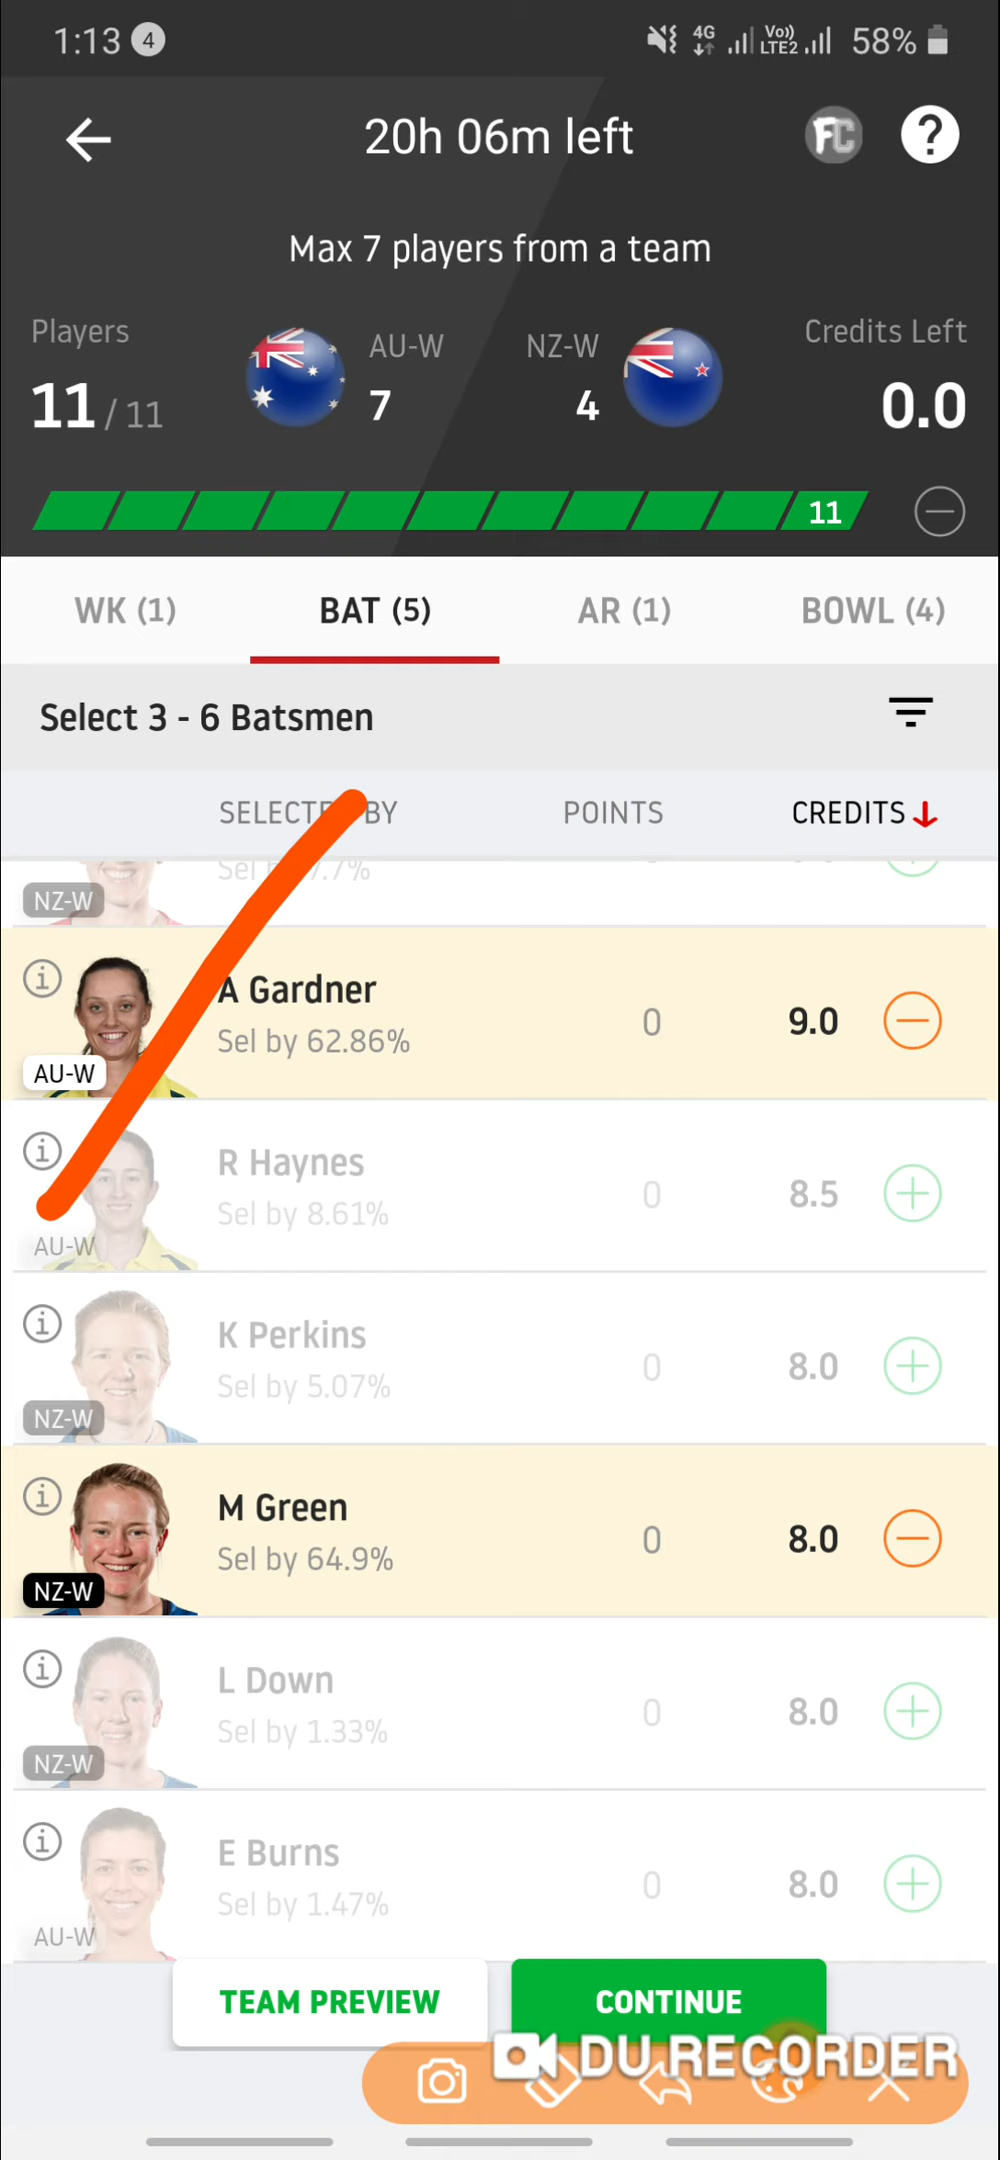 1:13 4 4G Vo)) LTE2 58%
20h 06m left FC ?
Max 7 players from a team
Players AU-W NZ-W Credits Left
11 / 11 7 4 0.0
11
WK (1) BAT (5) AR (1) BOWL (4)
Select 3 - 6 Batsmen
SELECTED BY POINTS CREDITS
NZ-W
A Gardner
Sel by 62.86% 0 9.0
AU-W
R Haynes
Sel by 8.61% 0 8.5
AU-W
K Perkins
Sel by 5.07% 0 8.0
NZ-W
M Green
Sel by 64.9% 0 8.0
NZ-W
L Down
Sel by 1.33% 0 8.0
NZ-W
E Burns
Sel by 1.47% 0 8.0
AU-W
TEAM PREVIEW CONTINUE
DU RECORDER